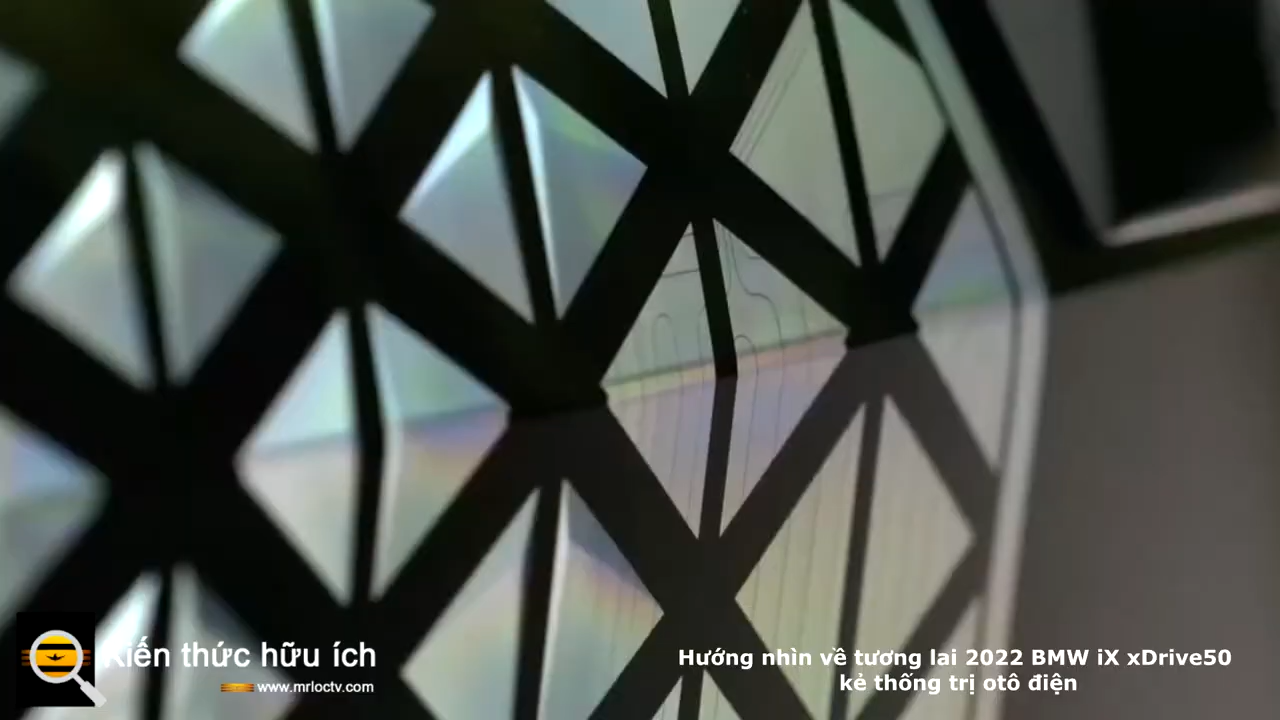 Kiến thức hữu ích
www.mrloctv.com
Hướng nhìn về tương lai 2022 BMW iX xDrive50
kẻ thống trị otô điện